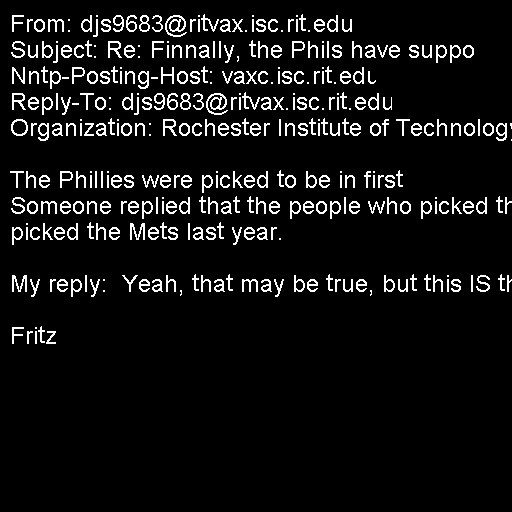 From: djs9683@ritvax.isc.rit.edu
Subject: Re: Finnally, the Phils have suppo
Nntp-Posting-Host: vaxc.isc.rit.edu
Reply-To: djs9683@ritvax.isc.rit.edu
Organization: Rochester Institute of Technology

The Phillies were picked to be in first
Someone replied that the people who picked th
picked the Mets last year.

My reply:  Yeah, that may be true, but this IS th

Fritz